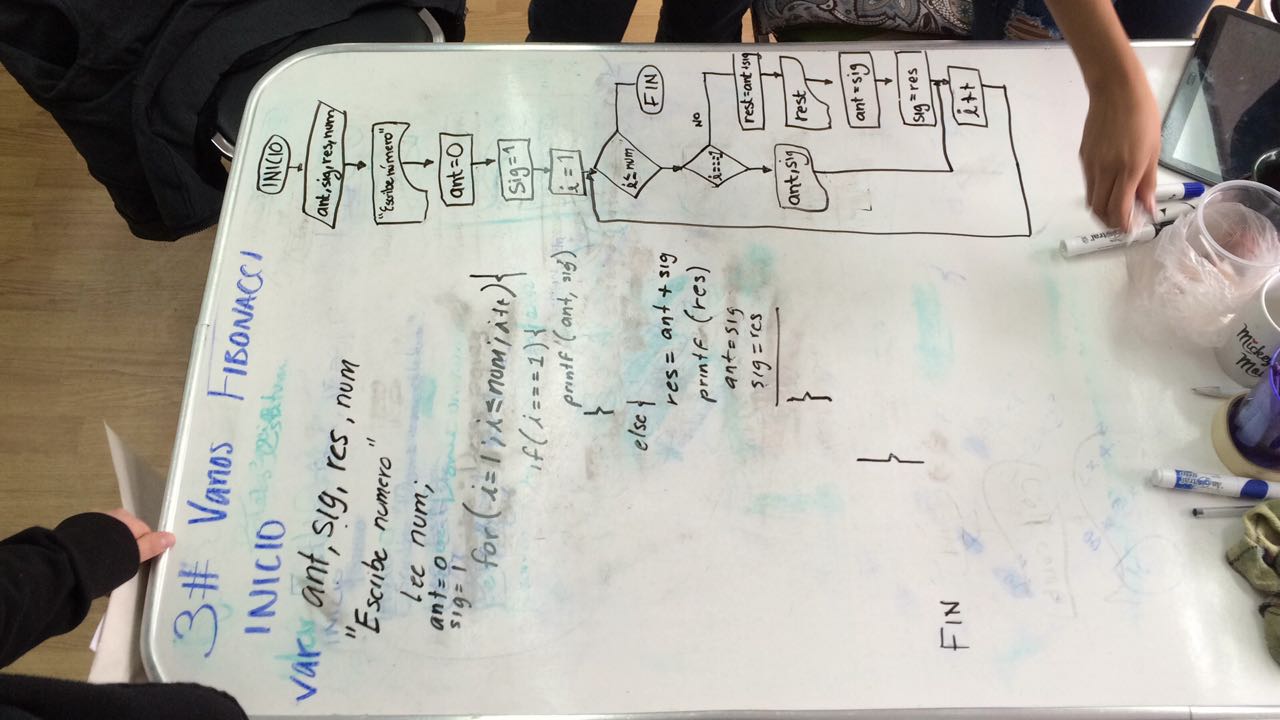 3# Varios FIBONACCI
INICIO
var ant, sig, res, num
"Escribe numero"
lee num;
ant=0
sig=1
for(i=1;i≤num;i++){
if(i===1){
printf(ant, sig)
}
else{
res=ant+sig
printf(res)
ant=sig
sig=res
}
}
FIN
INICIO
ant, sig, res, num
"Escribe numero"
ant=0
sig=1
i=1
i≤num
FIN
i===1
NO
ant, sig
rest=ant+sig
rest
ant=sig
sig=res
i++
Mickey